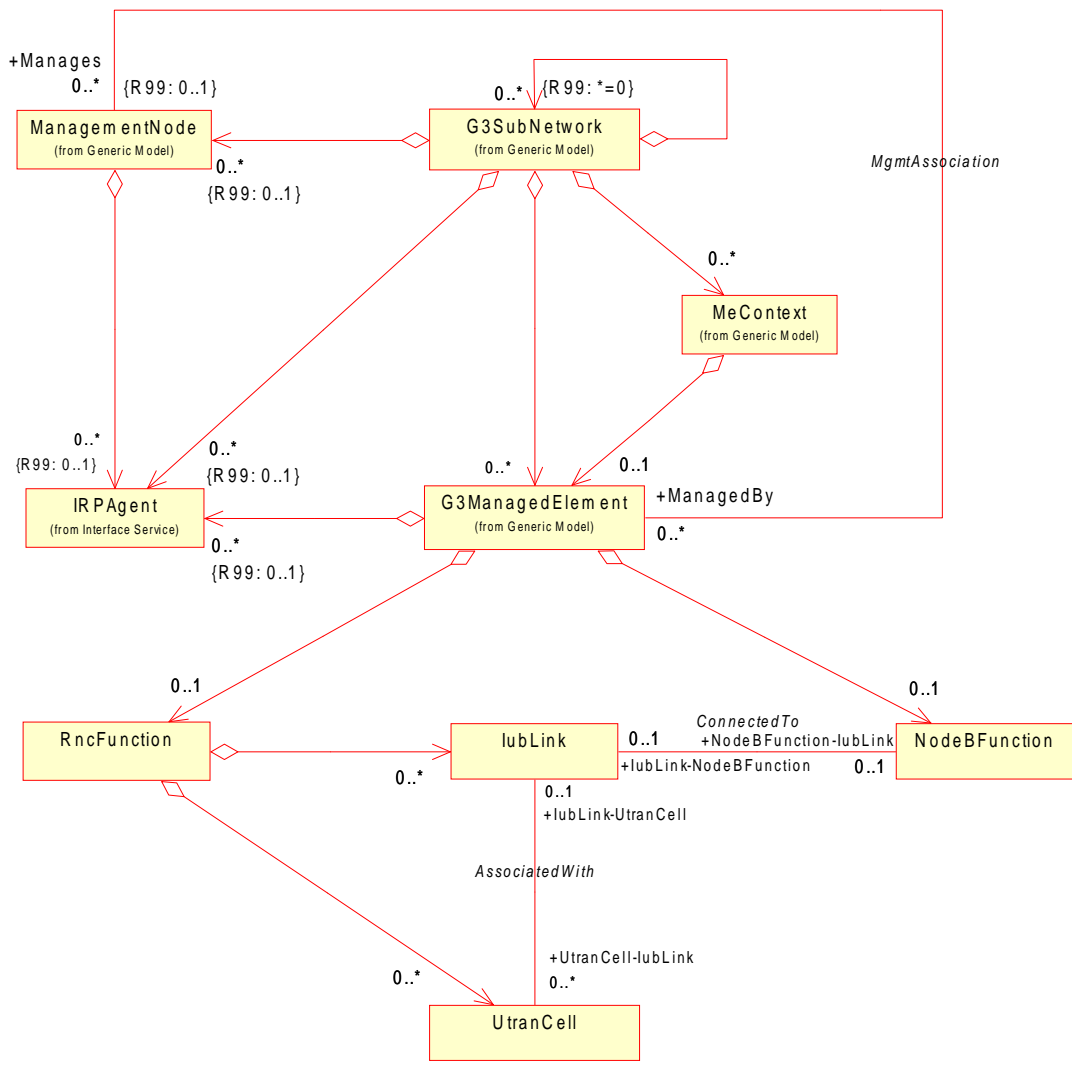 +Manages
0..*
{R99: 0..1}
ManagementNode
(from Generic Model)
0..*
{R99: 0..1}
0..*
{R99: *=0}
G3SubNetwork
(from Generic Model)
MgmtAssociation
0..*
MeContext
(from Generic Model)
0..*
{R99: 0..1}
0..*
{R99: 0..1}
0..*
0..1
IRPAgent
(from Interface Service)
0..*
{R99: 0..1}
G3ManagedElement
(from Generic Model)
+ManagedBy
0..*
0..1
0..1
RncFunction
0..*
IubLink
0..1
+IubLink-NodeBFunction
ConnectedTo
+NodeBFunction-IubLink
0..1
NodeBFunction
0..1
+IubLink-UtranCell
AssociatedWith
+UtranCell-IubLink
0..*
0..*
UtranCell